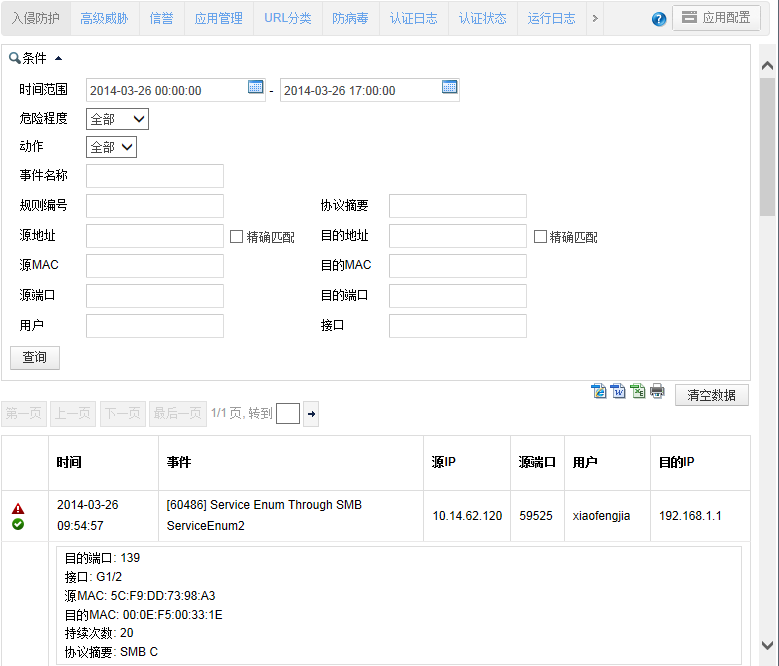 入侵防护 高级威胁 信誉 应用管理 URL分类 防病毒 认证日志 认证状态 运行日志 > ? 应用配置
条件
时间范围 2014-03-26 00:00:00 - 2014-03-26 17:00:00
危险程度 全部
动作 全部
事件名称
规则编号 协议摘要
源地址 精确匹配 目的地址 精确匹配
源MAC 目的MAC
源端口 目的端口
用户 接口
查询
清空数据
第一页 上一页 下一页 最后一页 1/1 页, 转到
时间 事件 源IP 源端口 用户 目的IP
2014-03-26 [60486] Service Enum Through SMB
10.14.62.120 59525 xiaofengjia 192.168.1.1
09:54:57 ServiceEnum2
目的端口: 139
接口: G1/2
源MAC: 5C:F9:DD:73:98:A3
目的MAC: 00:0E:F5:00:33:1E
持续次数: 20
协议摘要: SMB C